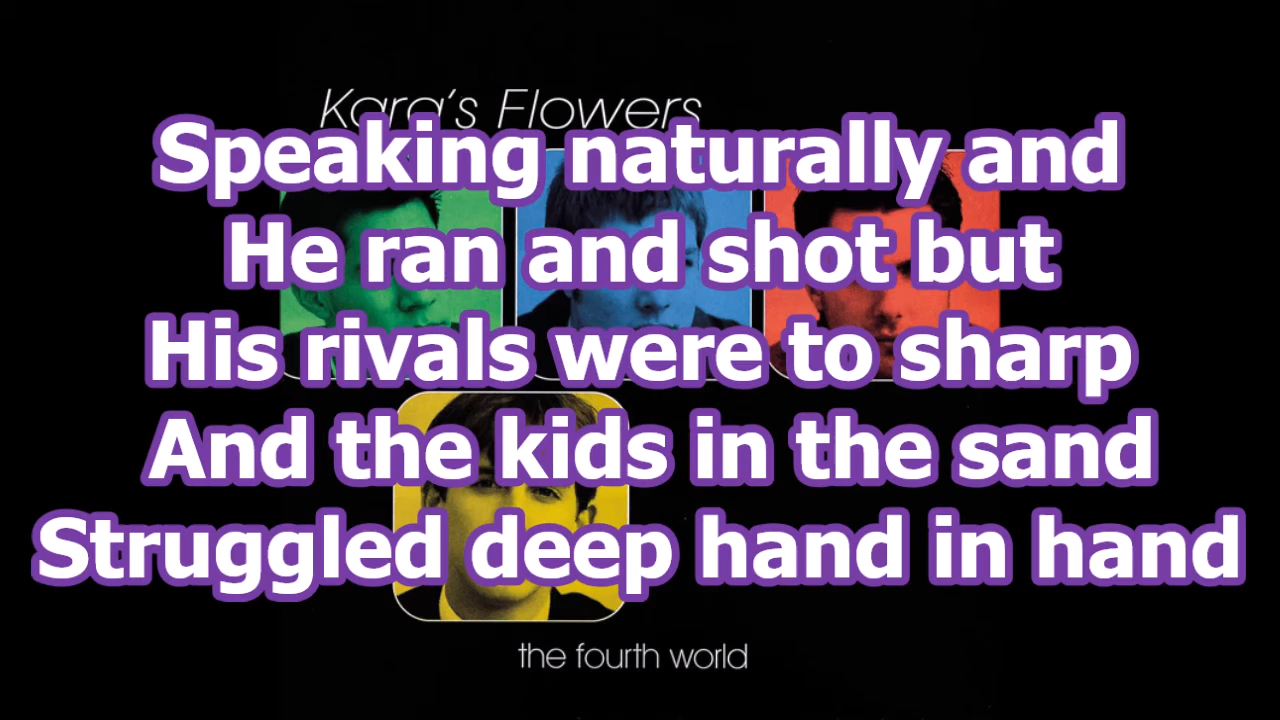 Kara's Flowers
Speaking naturally and
He ran and shot but
His rivals were to sharp
And the kids in the sand
Struggled deep hand in hand
the fourth world